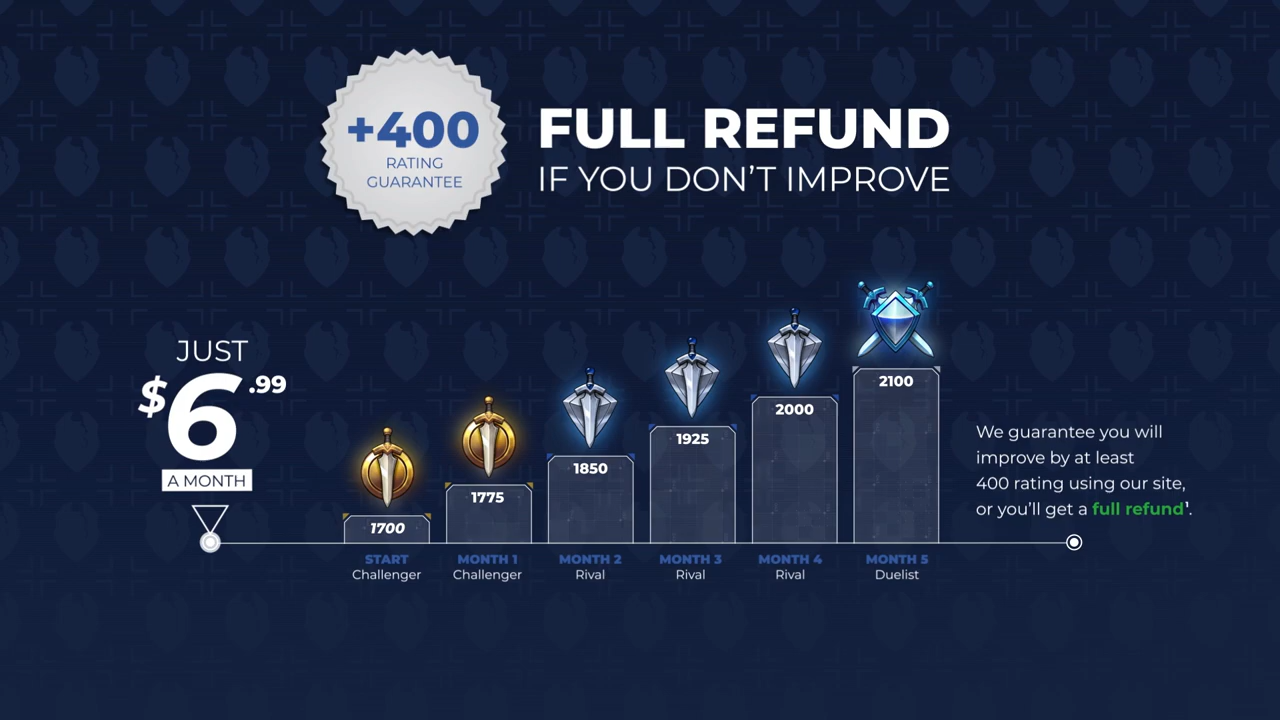 +400
RATING
GUARANTEE
FULL REFUND
IF YOU DON'T IMPROVE
JUST
$6.99
A MONTH
1700
1775
1850
1925
2000
2100
START
Challenger
MONTH 1
Challenger
MONTH 2
Rival
MONTH 3
Rival
MONTH 4
Rival
MONTH 5
Duelist
We guarantee you will
improve by at least
400 rating using our site,
or you'll get a full refund¹.